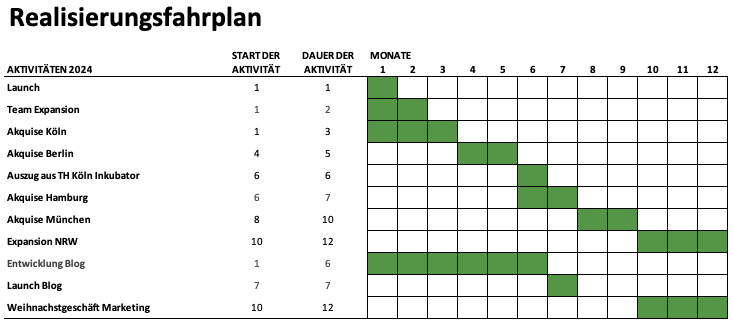 Realisierungsfahrplan
START DER DAUER DER MONATE
AKTIVITÄTEN 2024 AKTIVITÄT AKTIVITÄT 1 2 3 4 5 6 7 8 9 10 11 12
Launch 1 1
Team Expansion 1 2
Akquise Köln 1 3
Akquise Berlin 4 5
Auszug aus TH Köln Inkubator 6 6
Akquise Hamburg 6 7
Akquise München 8 10
Expansion NRW 10 12
Entwicklung Blog 1 6
Launch Blog 7 7
Weihnachstgeschäft Marketing 10 12